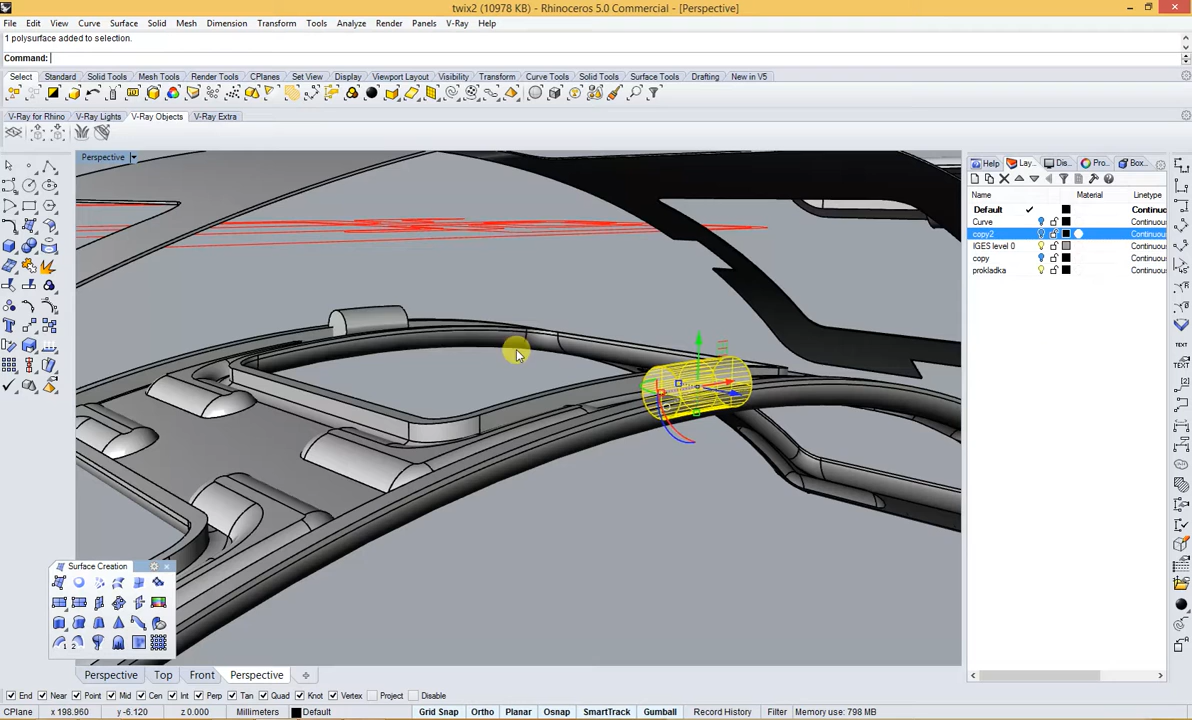 twix2 (10978 KB) - Rhinoceros 5.0 Commercial - [Perspective]
File Edit View Curve Surface Solid Mesh Dimension Transform Tools Analyze Render Panels V-Ray Help
1 polysurface added to selection.
Command:
Select Standard Solid Tools Mesh Tools Render Tools CPlanes Set View Display Viewport Layout Visibility Transform Curve Tools Solid Tools Surface Tools Drafting New in V5
V-Ray for Rhino V-Ray Lights V-Ray Objects V-Ray Extra
Perspective
Help Lay... Dis... Pro... Box...
Name Material Linetype
Default Continuo
Curve Continuo
copy2 Continuo
IGES level 0 Continuo
copy Continuo
prokladka Continuo
Surface Creation
Perspective Top Front Perspective
End Near Point Mid Cen Int Perp Tan Quad Knot Vertex Project Disable
CPlane x 198.960 y -6.120 z 0.000 Millimeters Default Grid Snap Ortho Planar Osnap SmartTrack Gumball Record History Filter Memory use: 798 MB